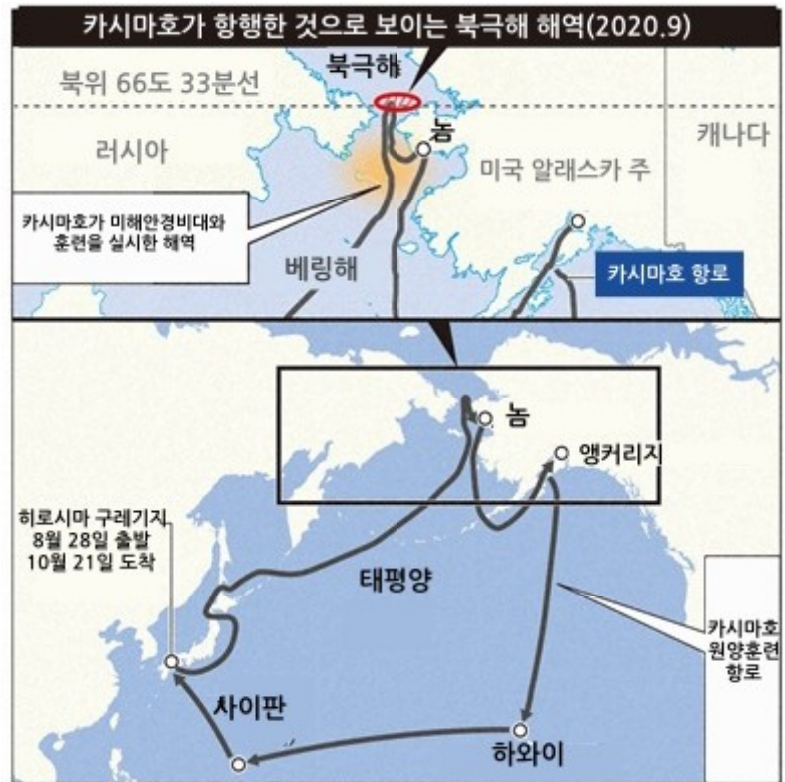 카시마호가 항행한 것으로 보이는 북극해 해역(2020.9)
북극해
북위 66도 33분선
놈
캐나다
러시아
미국 알래스카 주
카시마호가 미해안경비대와
훈련을 실시한 해역
베링해
카시마호 항로
놈
앵커리지
히로시마 구레기지
8월 28일 출발
10월 21일 도착
태평양
카시마호
원양훈련
항로
사이판
하와이